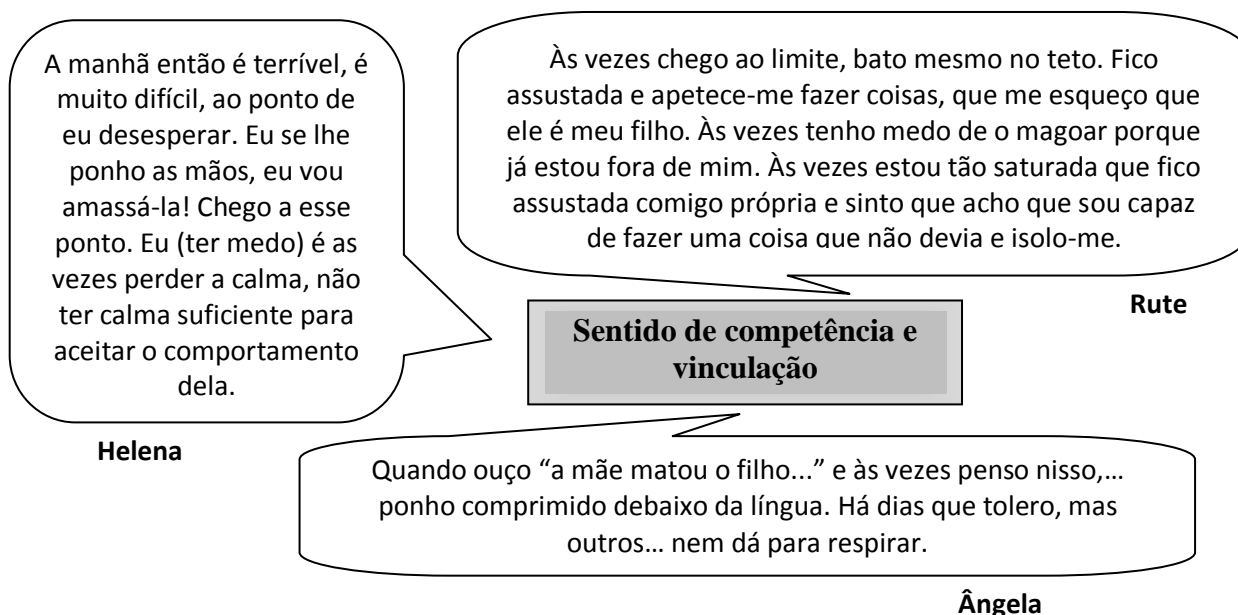 A manhã então é terrível, é
muito difícil, ao ponto de
eu desesperar. Eu se lhe
ponho as mãos, eu vou
amassá-la! Chego a esse
ponto. Eu (ter medo) é as
vezes perder a calma, não
ter calma suficiente para
aceitar o comportamento
dela.
Helena
Às vezes chego ao limite, bato mesmo no teto. Fico
assustada e apetece-me fazer coisas, que me esqueço que
ele é meu filho. Às vezes tenho medo de o magoar porque
já estou fora de mim. Às vezes estou tão saturada que fico
assustada comigo própria e sinto que acho que sou capaz
de fazer uma coisa que não devia e isolo-me.
Rute
Sentido de competência e
vinculação
Quando ouço “a mãe matou o filho...” e às vezes penso nisso,...
ponho comprimido debaixo da língua. Há dias que tolero, mas
outros... nem dá para respirar.
Ângela